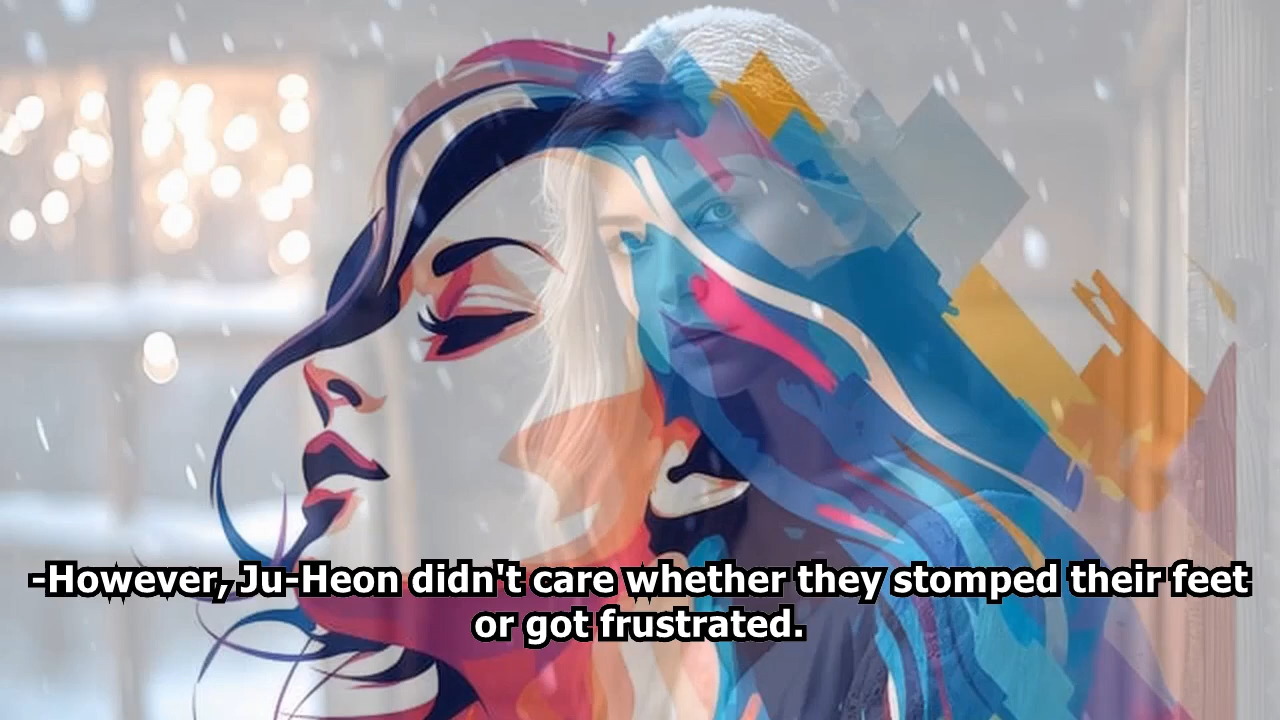 -However, Ju-Heon didn't care whether they stomped their feet
or got frustrated.